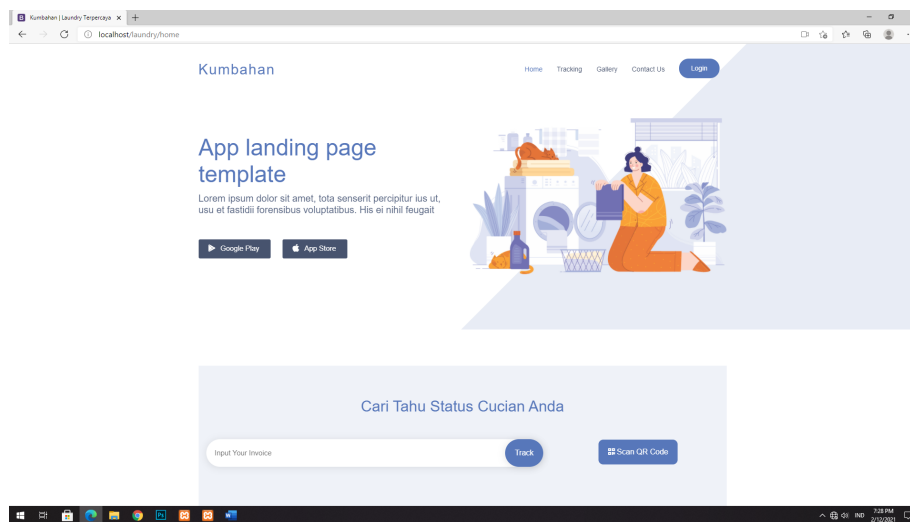 Kumbahan | Laundry Terpercaya
localhost/laundry/home
Kumbahan
Home Tracking Gallery Contact Us Login
App landing page
template
Lorem ipsum dolor sit amet, tota senserit percipitur ius ut,
usu et fastidii forensibus voluptatibus. His ei nihil feugait
Google Play App Store
Cari Tahu Status Cucian Anda
Input Your Invoice Track Scan QR Code
IND 7:28 PM
2/12/2021